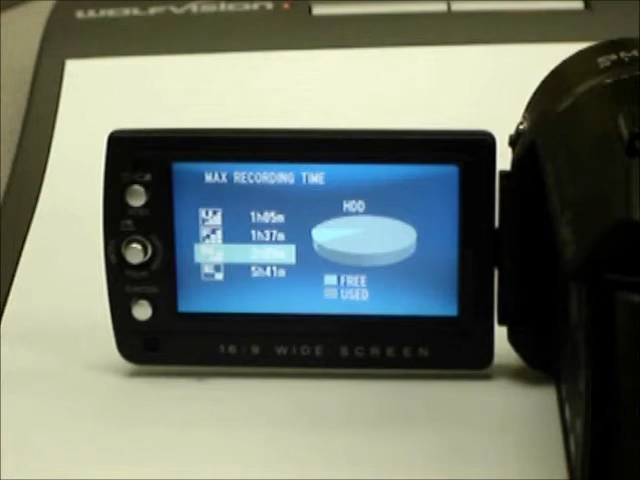 WOLFVISION
MAX RECORDING TIME
HDD
1h05m
1h37m
5h41m
FREE
USED
16:9 WIDE SCREEN